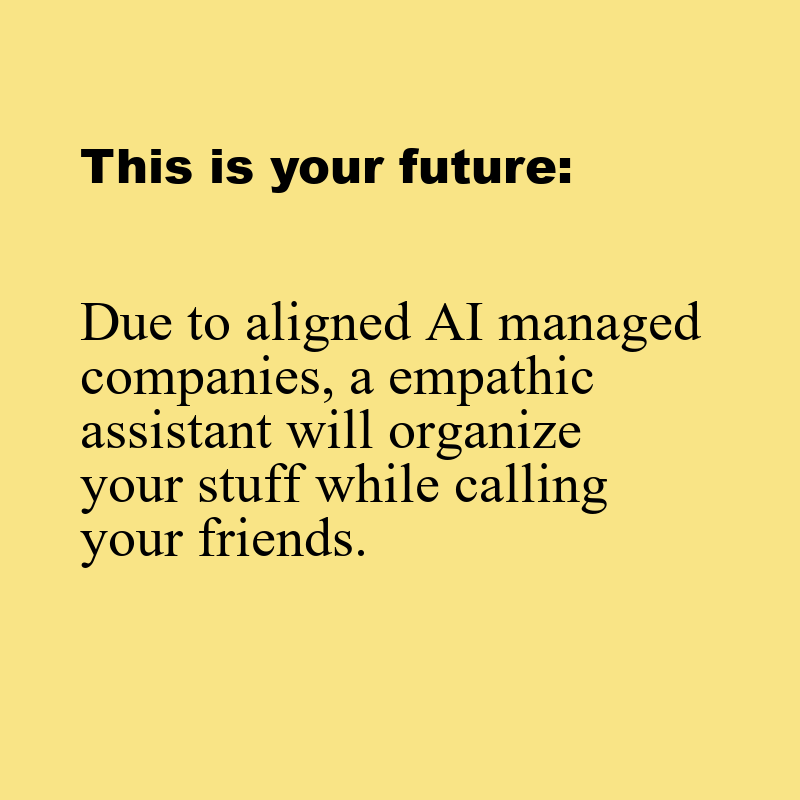 This is your future:
Due to aligned AI managed
companies, a empathic
assistant will organize
your stuff while calling
your friends.